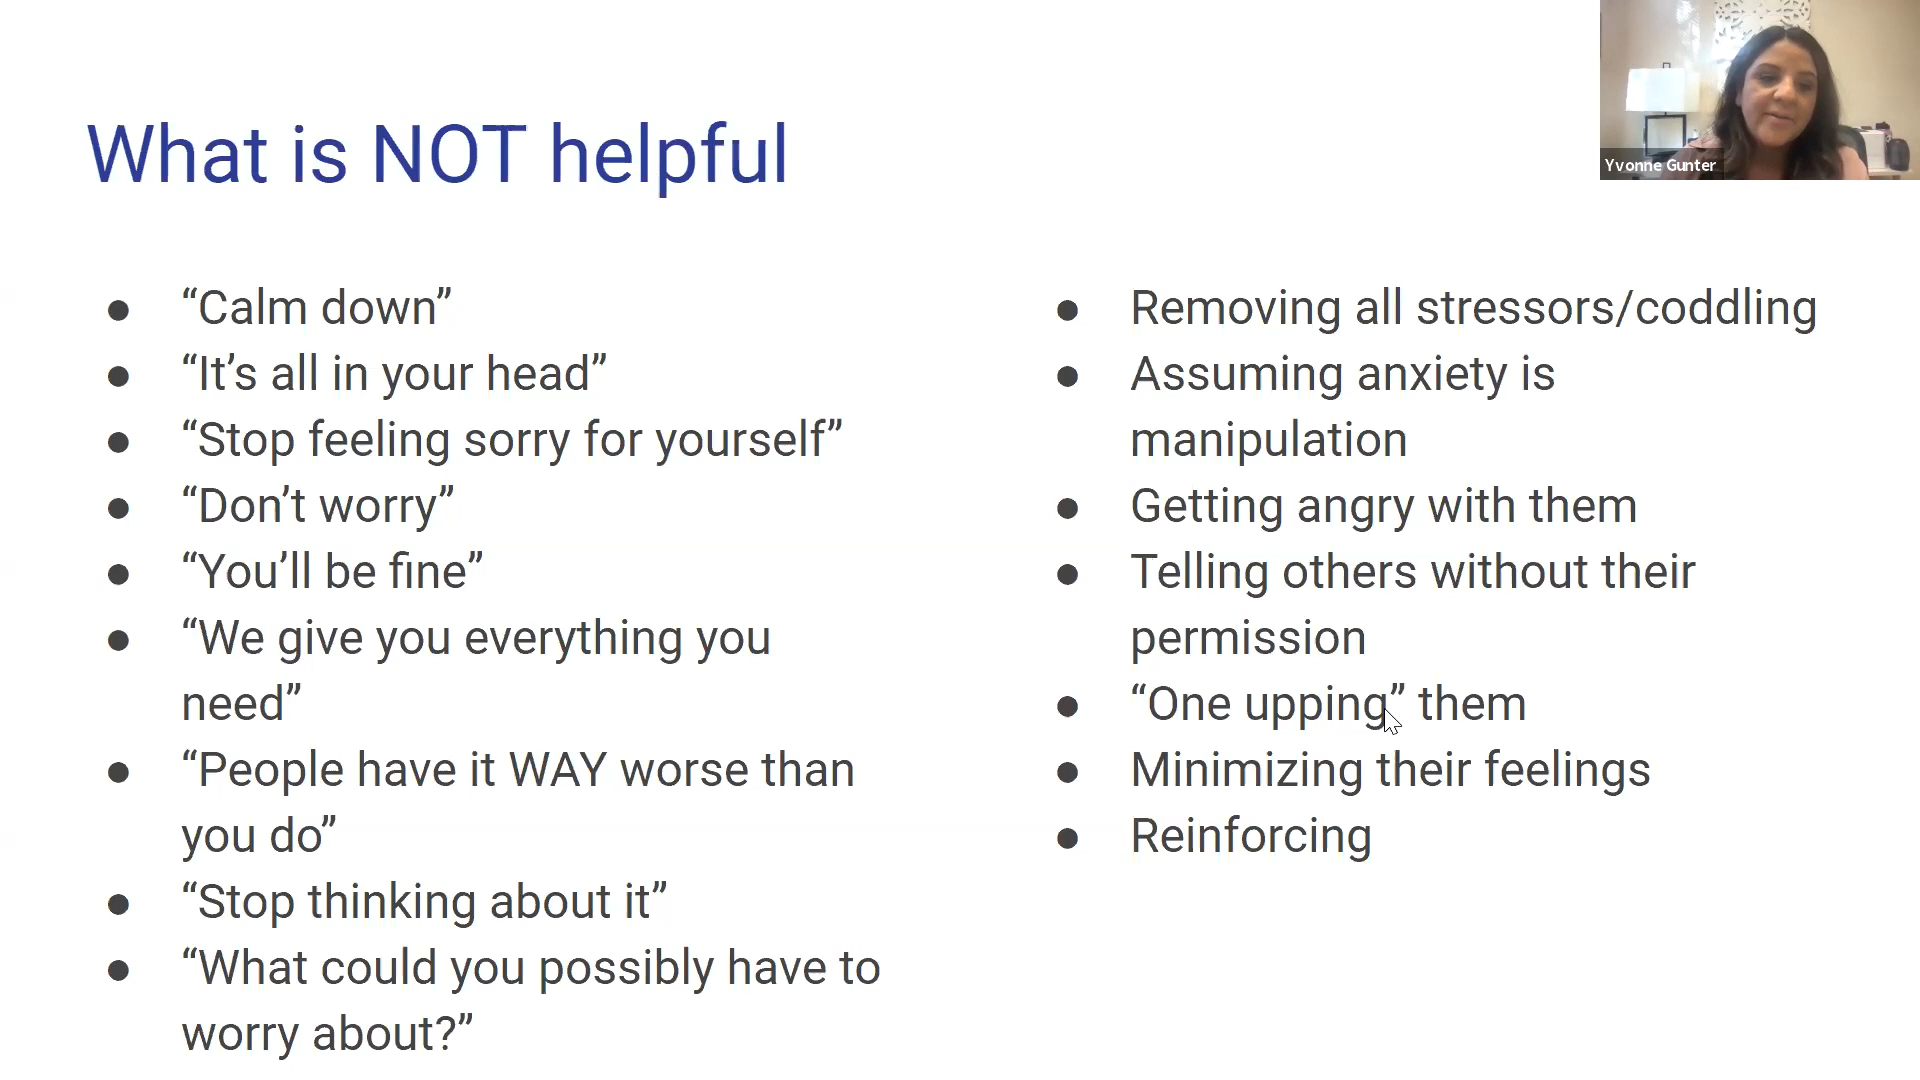 What is NOT helpful
Yvonne Gunter
● “Calm down”
● “It’s all in your head”
● “Stop feeling sorry for yourself”
● “Don’t worry”
● “You’ll be fine”
● “We give you everything you
need”
● “People have it WAY worse than
you do”
● “Stop thinking about it”
● “What could you possibly have to
worry about?”
● Removing all stressors/coddling
● Assuming anxiety is
manipulation
● Getting angry with them
● Telling others without their
permission
● “One upping” them
● Minimizing their feelings
● Reinforcing